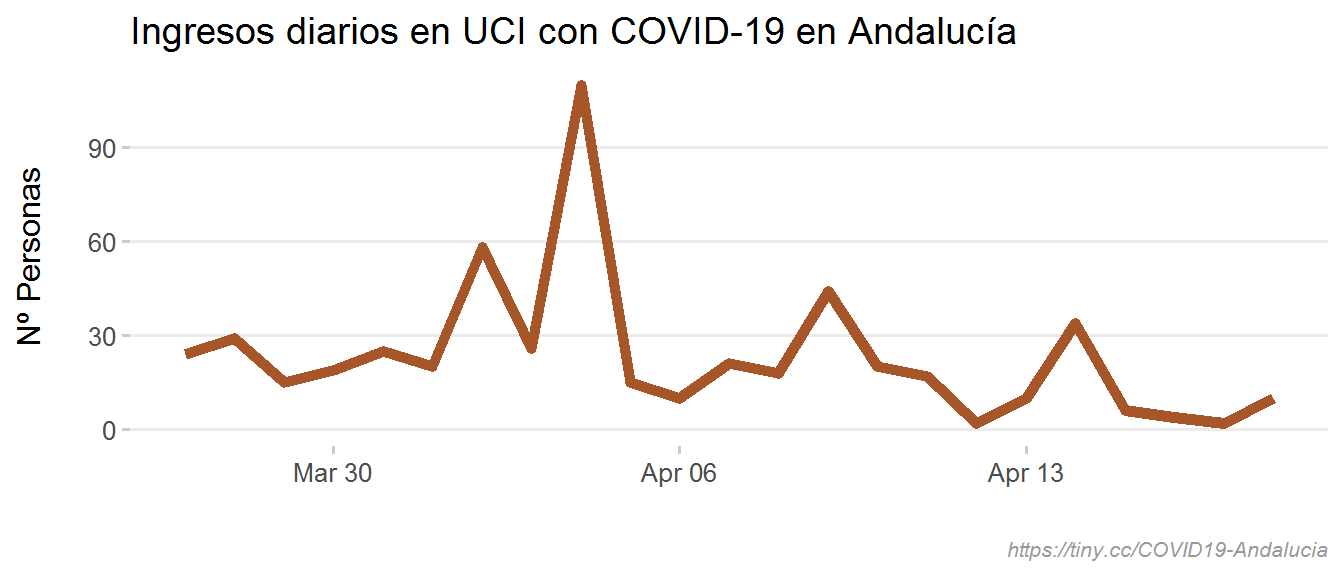 Ingresos diarios en UCI con COVID-19 en Andalucía
Nº Personas
90
60
30
0
Mar 30
Apr 06
Apr 13
https://tiny.cc/COVID19-Andalucia